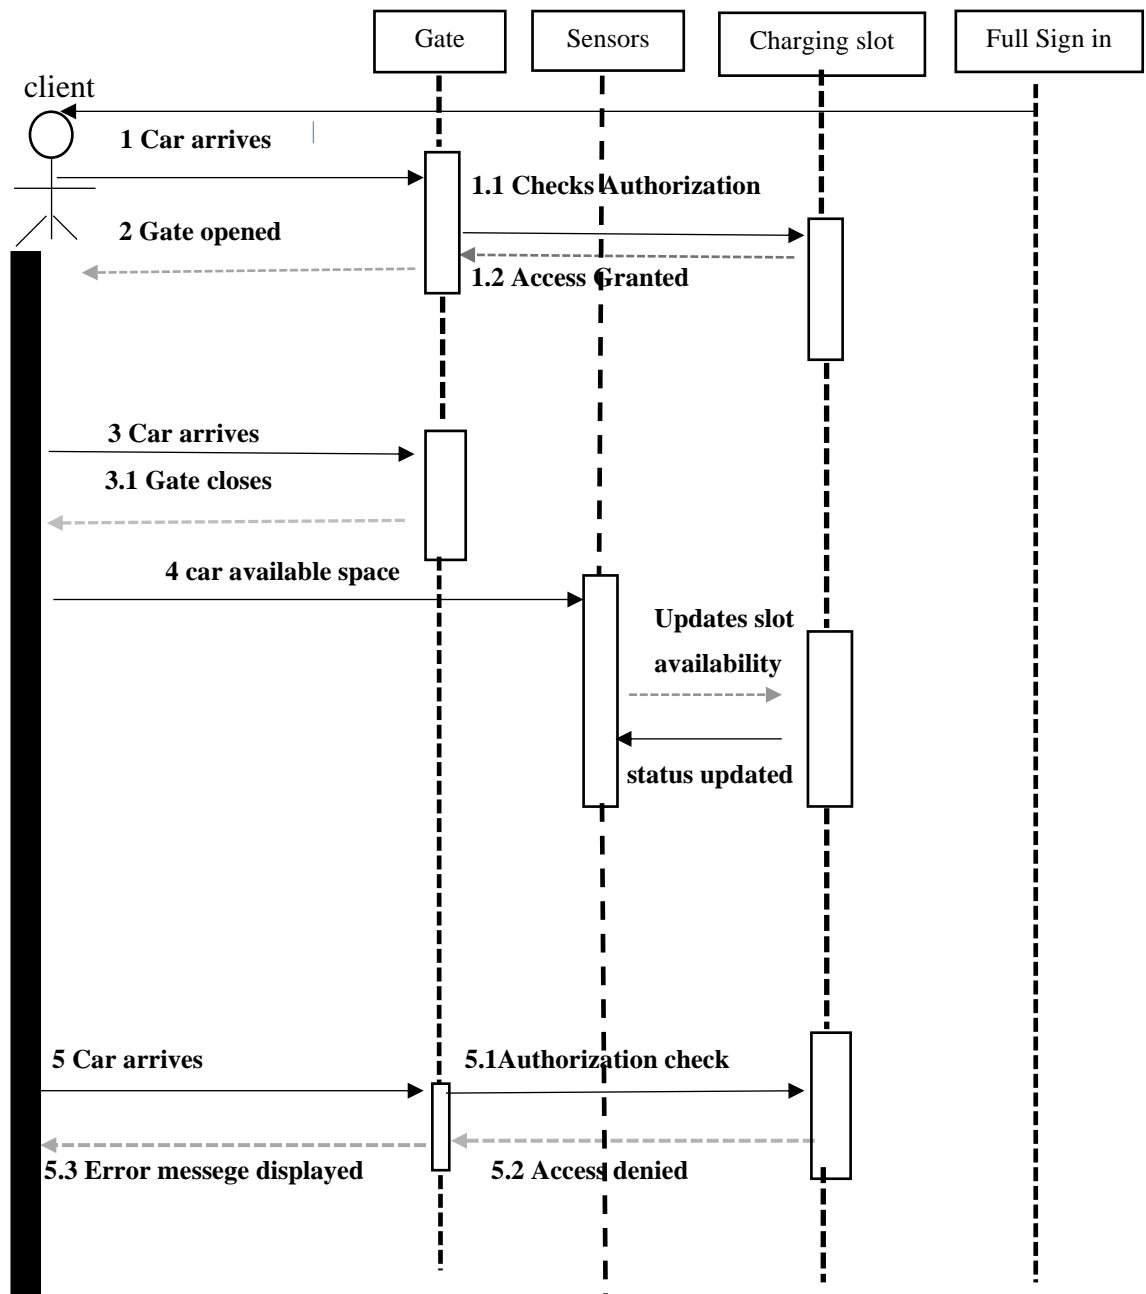 Gate
Sensors
Charging slot
Full Sign in
client
1 Car arrives
1.1 Checks Authorization
2 Gate opened
1.2 Access Granted
3 Car arrives
3.1 Gate closes
4 car available space
Updates slot
availability
status updated
5 Car arrives
5.1Authorization check
5.3 Error messege displayed
5.2 Access denied